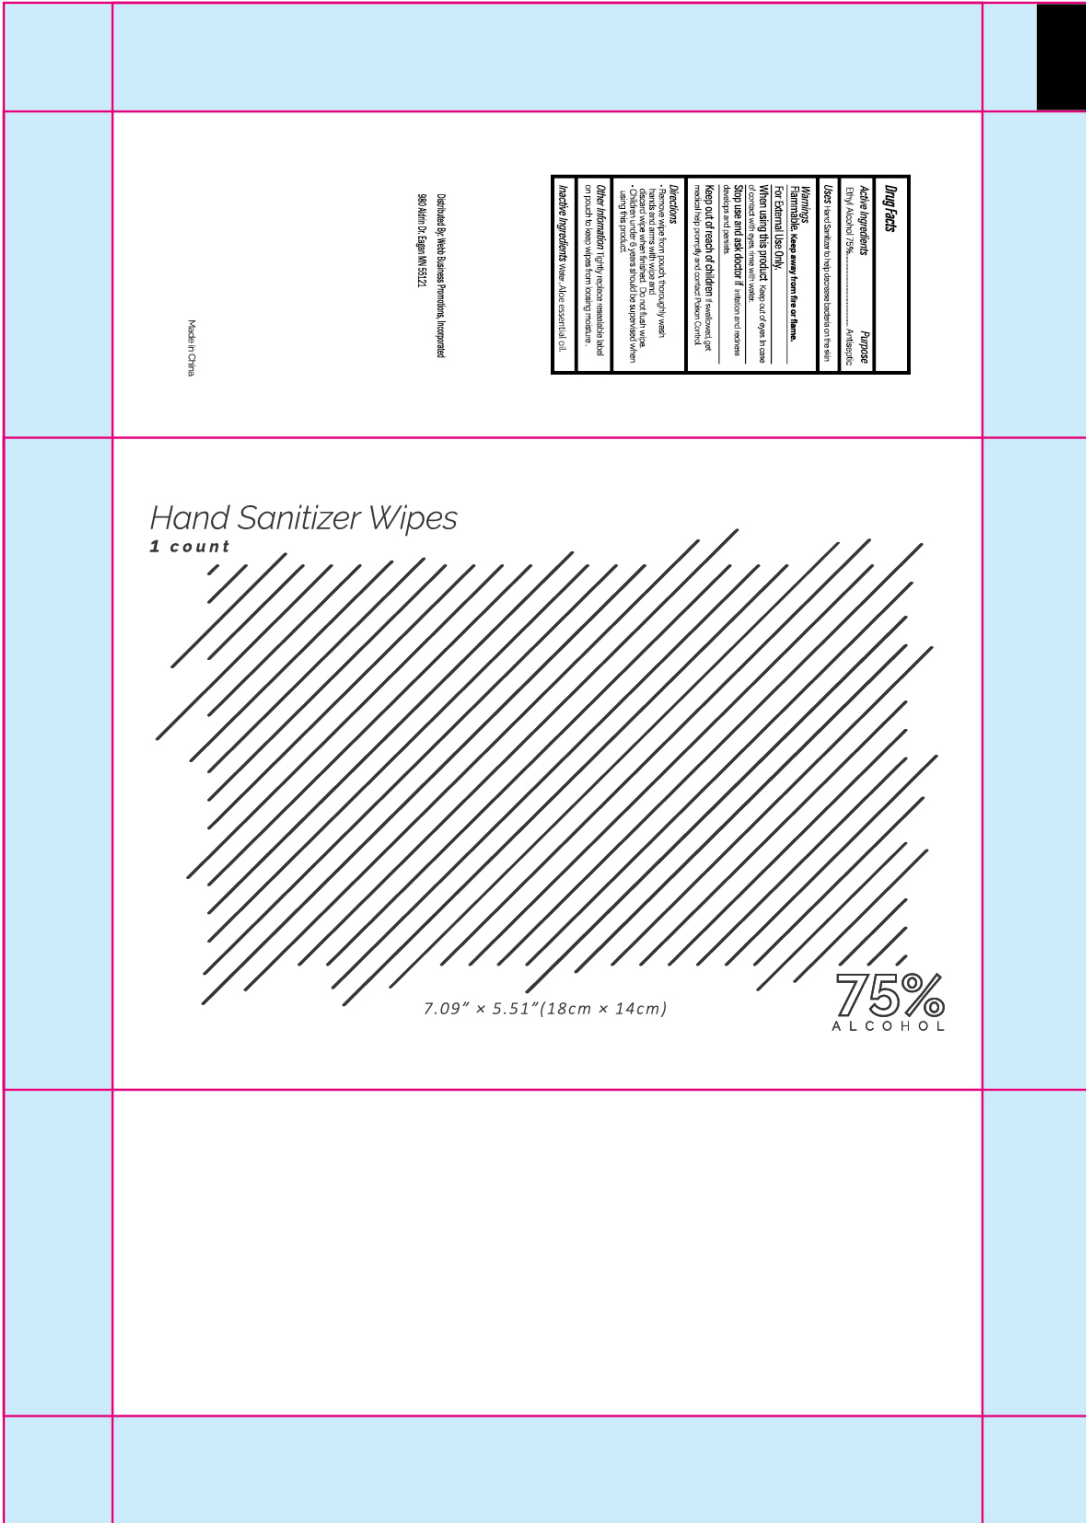 Drug Facts
Active Ingredients Purpose
Ethyl Alcohol 75%........................ Antiseptic
Uses Hand Sanitizer to help decrease bacteria on the skin
Warnings
Flammable. Keep away from fire or flame.
For External Use Only.
When using this product Keep out of eyes. In case
of contact with eyes, rinse with water.
Stop use and ask doctor if irritation and redness
develops and persists.
Keep out of reach of children If swallowed, get
medical help promptly and contact Poison Control.
Directions
• Remove wipe from pouch, thoroughly wash
hands and arms with wipe and
discard wipe when finished. Do not flush wipe.
• Children under 6 years should be supervised when
using this product.
Other Infomation Tightly replace resealable label
on pouch to keep wipes from loosing moisture.
Inactive Ingredients Water, Aloe essential oil.
Distributed By: Webb Business Promotions, Incorporated
980 Aldrin Dr. Eagan MN 55121
Made in China
Hand Sanitizer Wipes
1 count
7.09” × 5.51”(18cm × 14cm)
75%
ALCOHOL